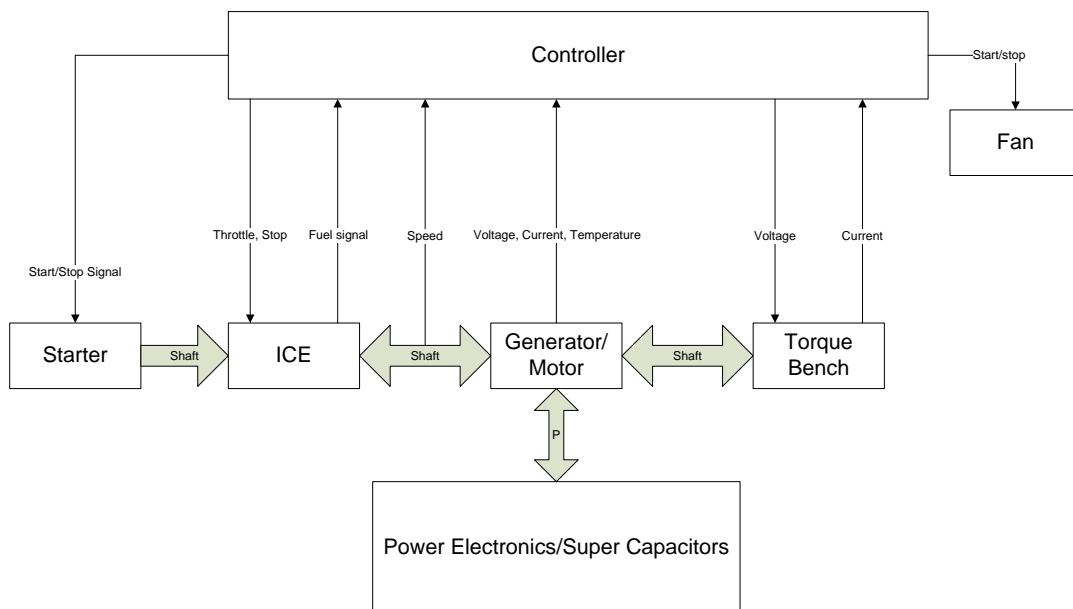 Controller
Start/stop
Fan
Throttle, Stop
Fuel signal
Speed
Voltage, Current, Temperature
Voltage
Current
Start/Stop Signal
Starter
Shaft
ICE
Shaft
Generator/
Motor
Shaft
Torque
Bench
P
Power Electronics/Super Capacitors